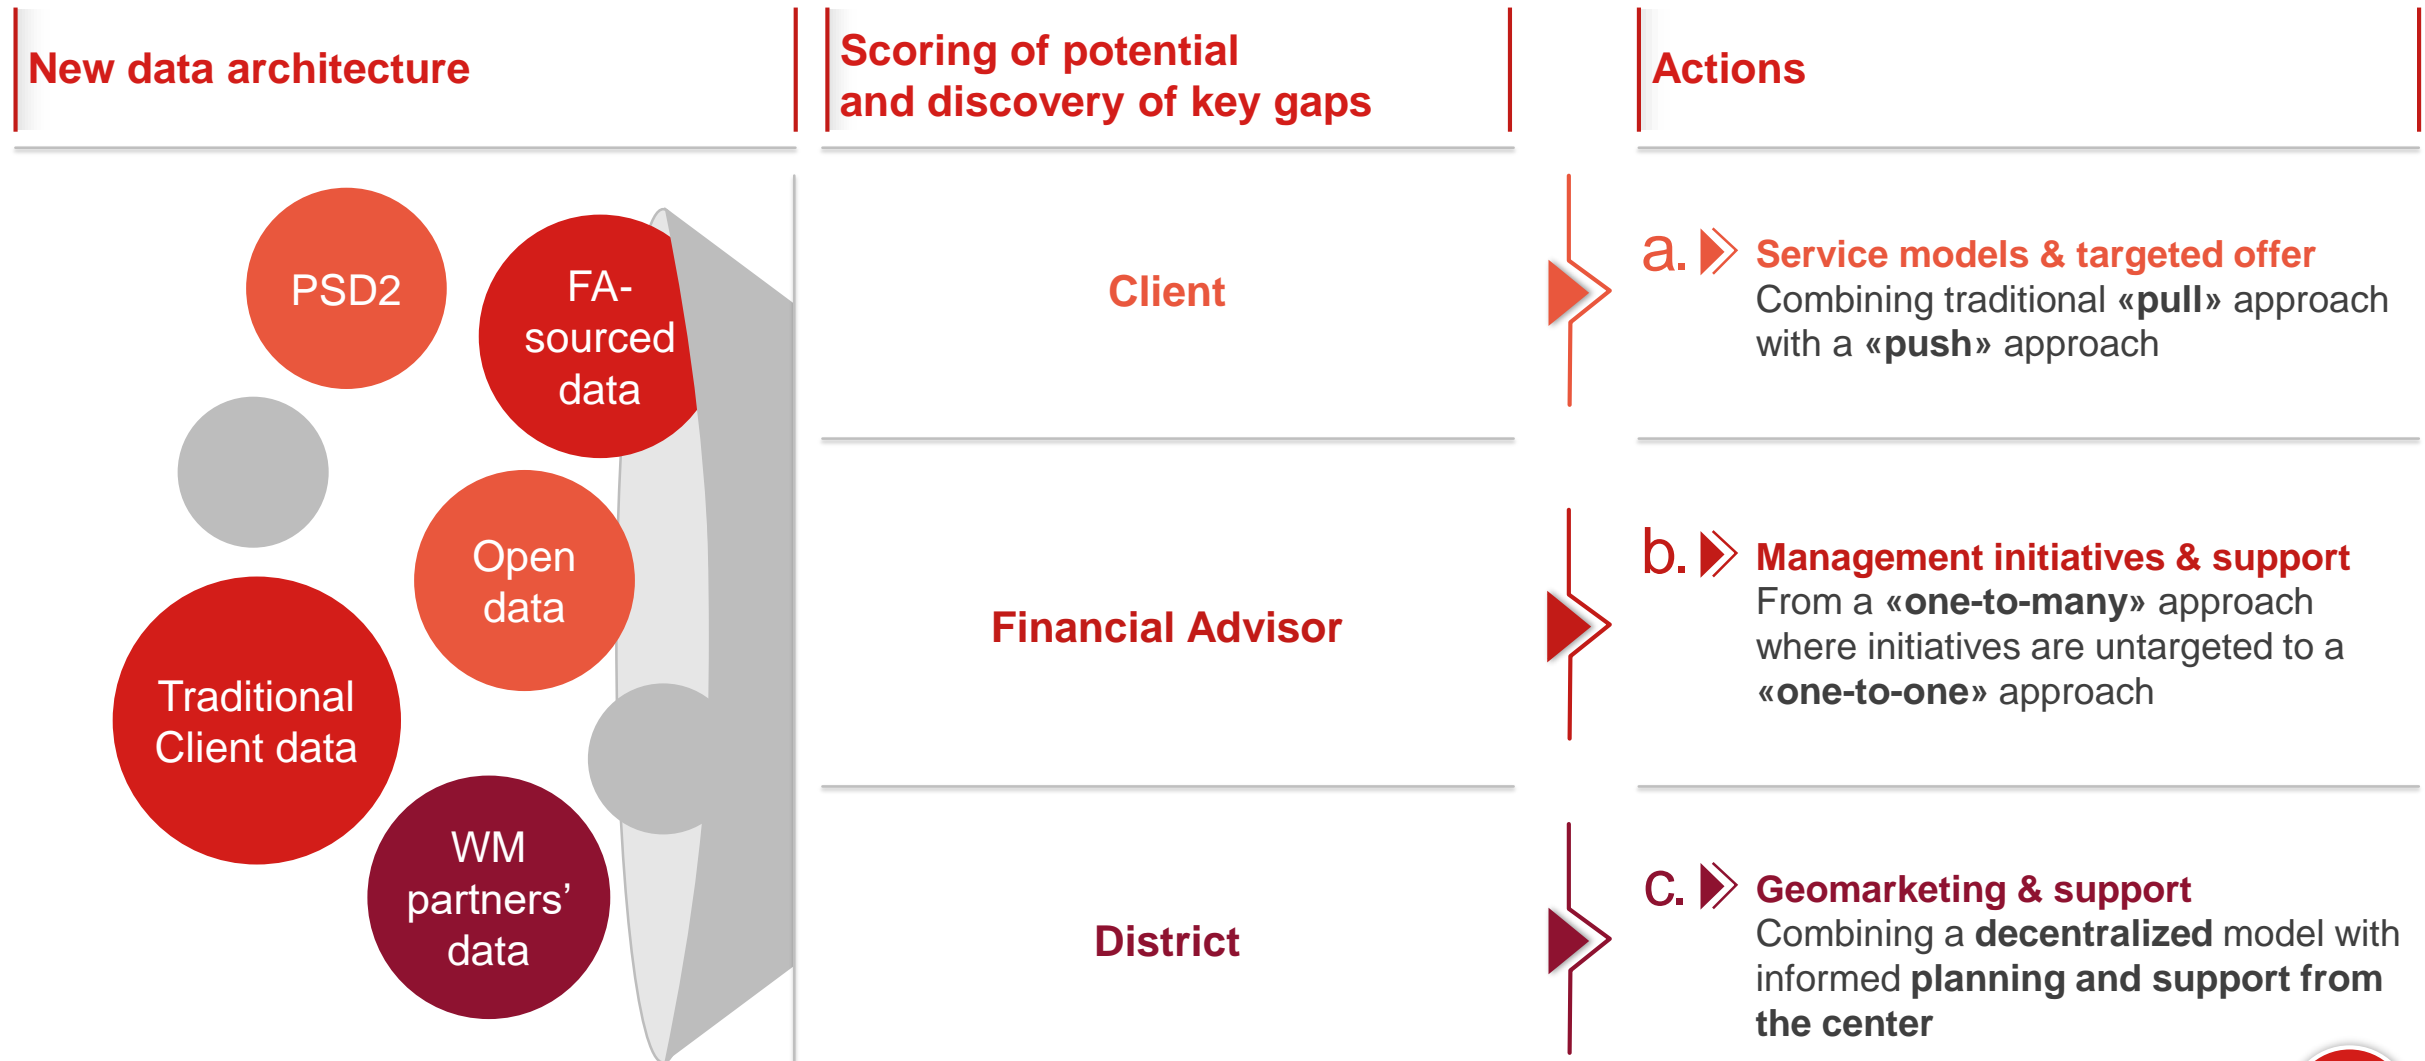 New data architecture
Scoring of potential
and discovery of key gaps
Actions
PSD2
FA-
sourced
data
Open
data
Traditional
Client data
WM
partners’
data
Client
Financial Advisor
District
a.
Service models & targeted offer
Combining traditional «pull» approach
with a «push» approach
b.
Management initiatives & support
From a «one-to-many» approach
where initiatives are untargeted to a
«one-to-one» approach
c.
Geomarketing & support
Combining a decentralized model with
informed planning and support from
the center